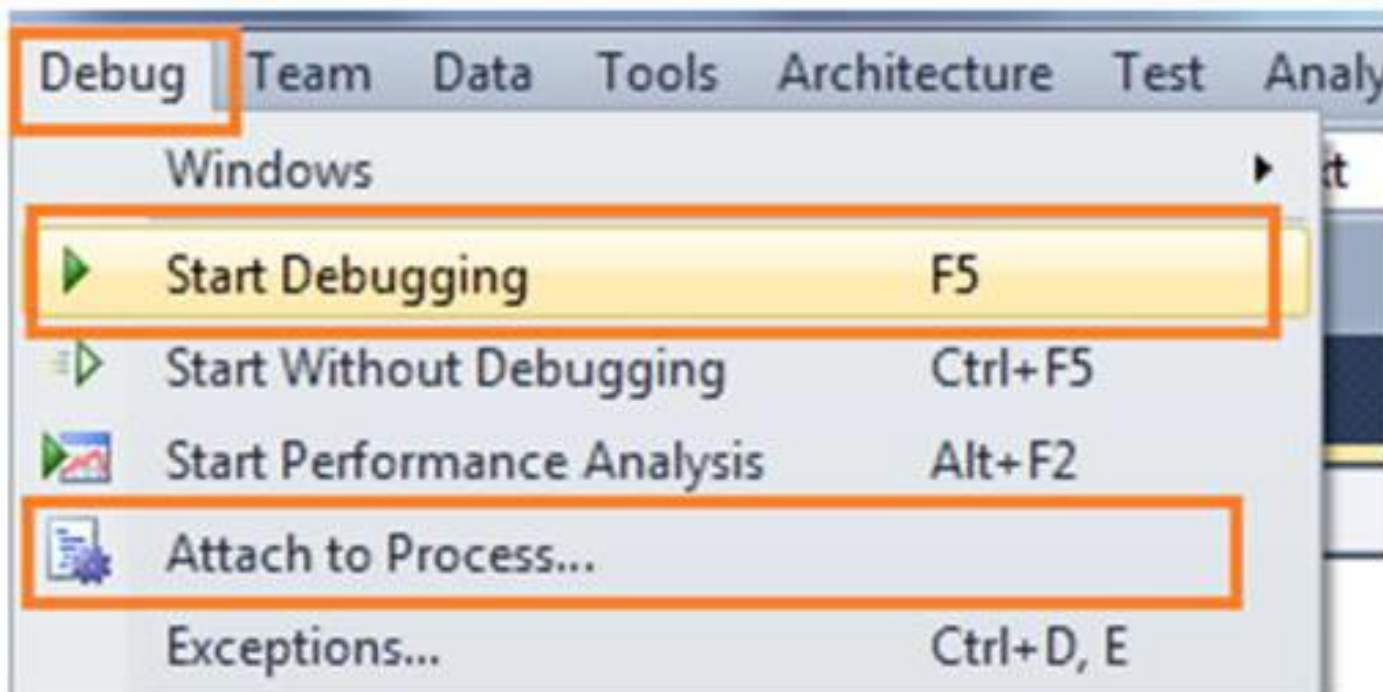 Debug Team Data Tools Architecture Test Analy
Windows
Start Debugging F5
Start Without Debugging Ctrl+F5
Start Performance Analysis Alt+F2
Attach to Process...
Exceptions... Ctrl+D, E